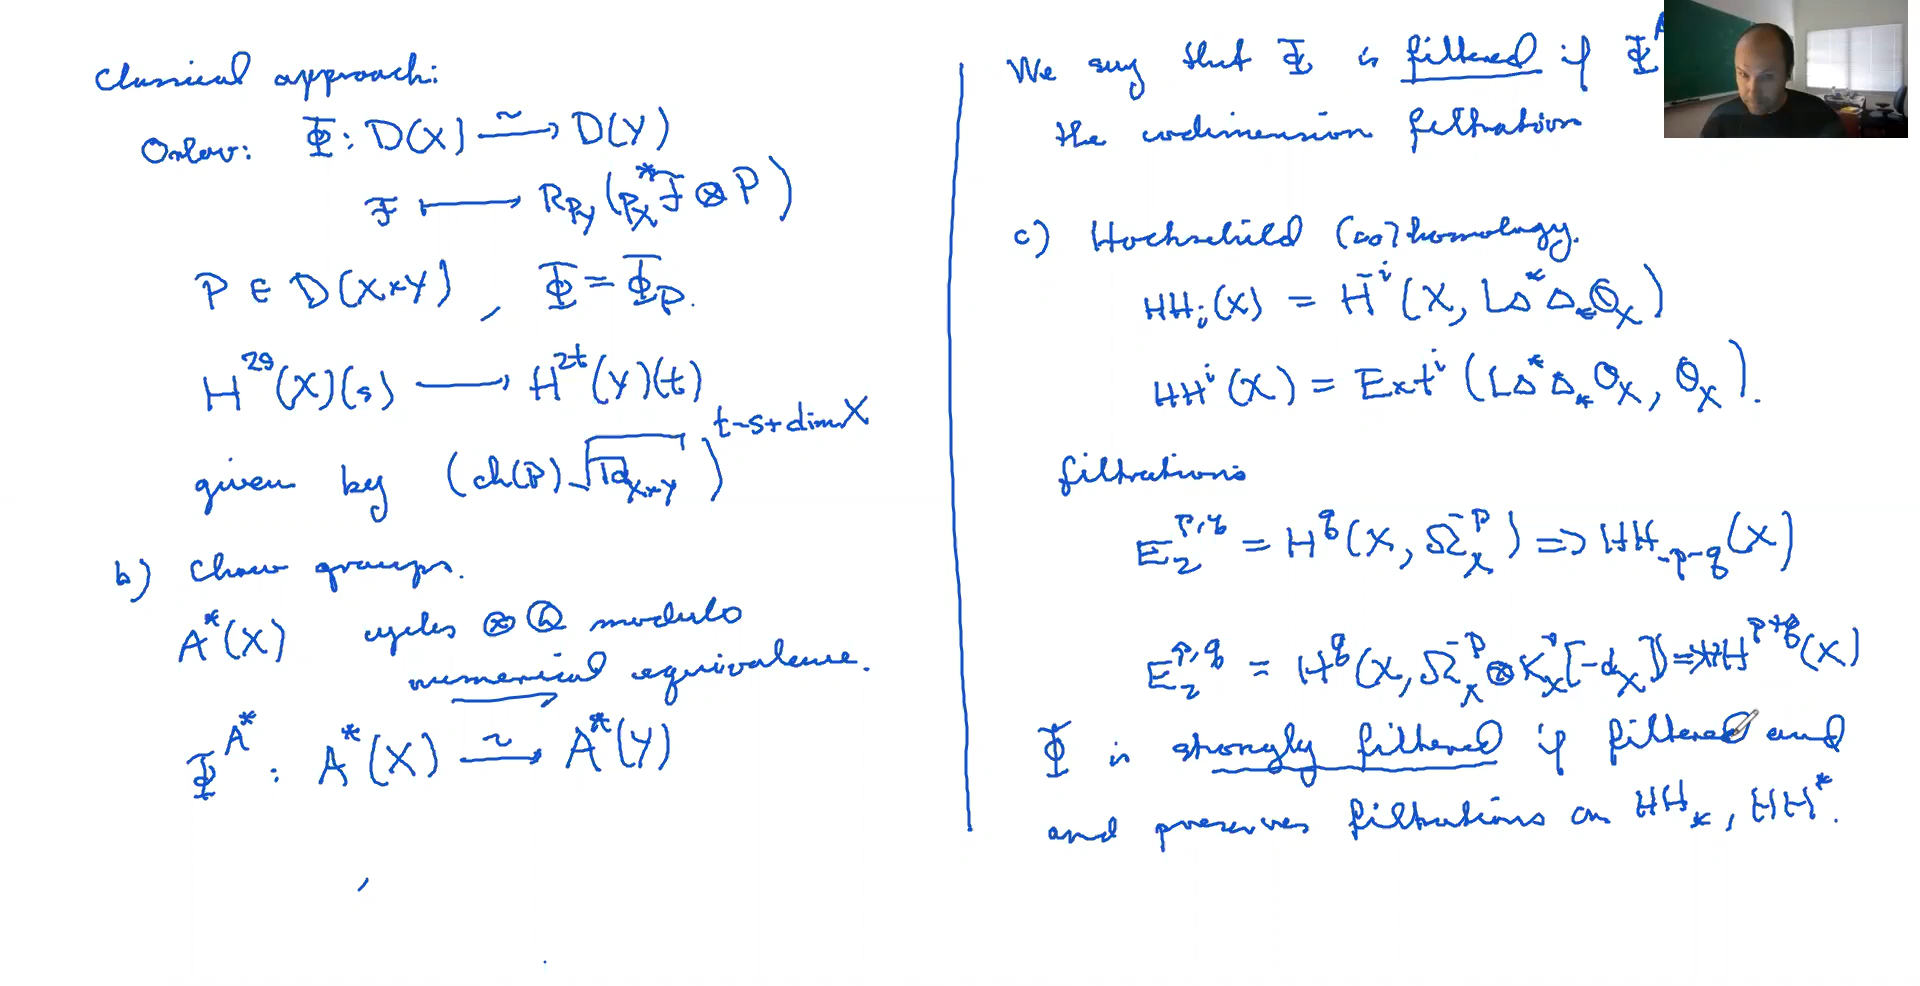 Classical approach:
Orlov: Φ : D(X) ⥲ D(Y)
F ⟼ Rp_Y (p_X^* F ⊗ P)
P ∈ D(X×Y) , Φ = Φ_P.
H^{2s}(X)(s) ⟶ H^{2t}(Y)(t)
given by (ch(P) √Td_{X×Y})^{t-s+dim X}
b) Chow groups.
A^*(X) cycles ⊗ Q modulo
numerical equivalence.
Φ^{A^*} : A^*(X) ⥲ A^*(Y)
We say that Φ is filtered if Φ^A
the codimension filtration
c) Hochschild (co)homology.
HH_i(X) = H^{-i}(X, LΔ^*Δ_*O_X)
HH^i(X) = Ext^i(LΔ^*Δ_*O_X, O_X).
filtrations
E_2^{p,q} = H^q(X, Ω_X^{-p}) ⇒ HH_{-p-q}(X)
E_2^{p,q} = H^q(X, Ω_X^{-p} ⊗ K_X^v[-d_X]) ⇒ HH^{p+q}(X)
Φ is strongly filtered if filtered and
and preserves filtrations on HH_*, HH^*.